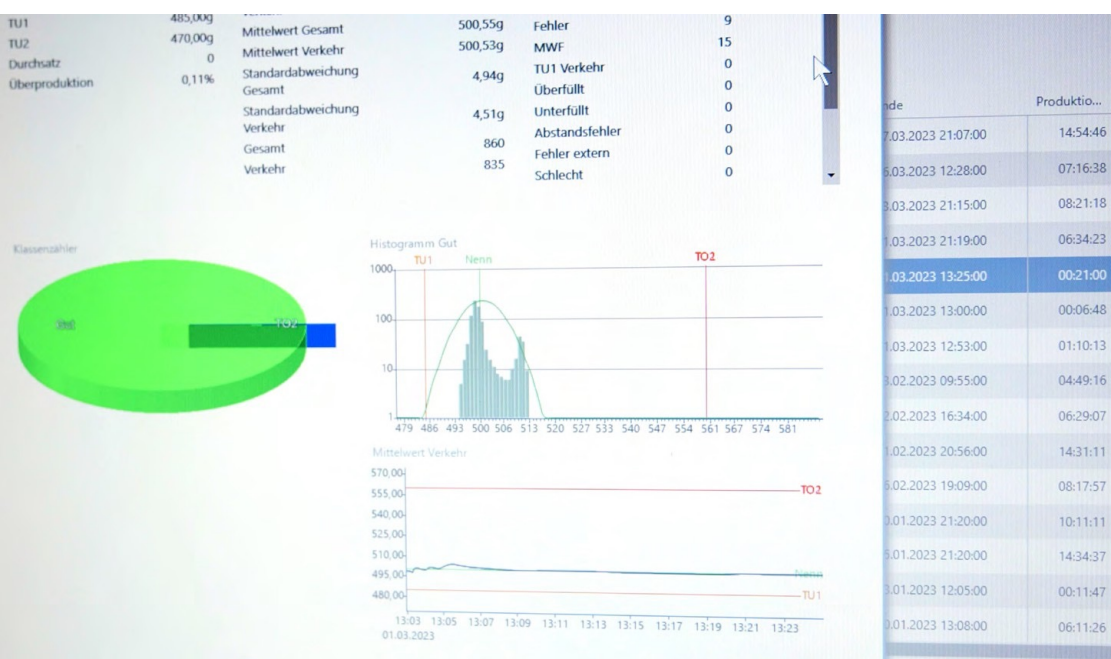 TU1 485,00g
TU2 470,00g
Durchsatz 0
Überproduktion 0,11%
Mittelwert Gesamt 500,55g
Mittelwert Verkehr 500,53g
Standardabweichung
Gesamt 4,94g
Standardabweichung
Verkehr 4,51g
Gesamt 860
Verkehr 835
Fehler 9
MWF 15
TU1 Verkehr 0
Überfüllt 0
Unterfüllt 0
Abstandsfehler 0
Fehler extern 0
Schlecht 0
Klassenzähler
TO2
Histogramm Gut
TU1 Nenn TO2
1000
100
10
1
479 486 493 500 506 513 520 527 533 540 547 554 561 567 574 581
Mittelwert Verkehr
570,00
555,00
540,00
525,00
510,00
495,00
480,00
TO2
Nenn
TU1
13:03 13:05 13:07 13:09 13:11 13:13 13:15 13:17 13:19 13:21 13:23
01.03.2023
nde Produktio...
7.03.2023 21:07:00 14:54:46
6.03.2023 12:28:00 07:16:38
3.03.2023 21:15:00 08:21:18
1.03.2023 21:19:00 06:34:23
1.03.2023 13:25:00 00:21:00
1.03.2023 13:00:00 00:06:48
1.03.2023 12:53:00 01:10:13
3.02.2023 09:55:00 04:49:16
2.02.2023 16:34:00 06:29:07
1.02.2023 20:56:00 14:31:11
5.02.2023 19:09:00 08:17:57
0.01.2023 21:20:00 10:11:11
5.01.2023 21:20:00 14:34:37
3.01.2023 12:05:00 00:11:47
0.01.2023 13:08:00 06:11:26